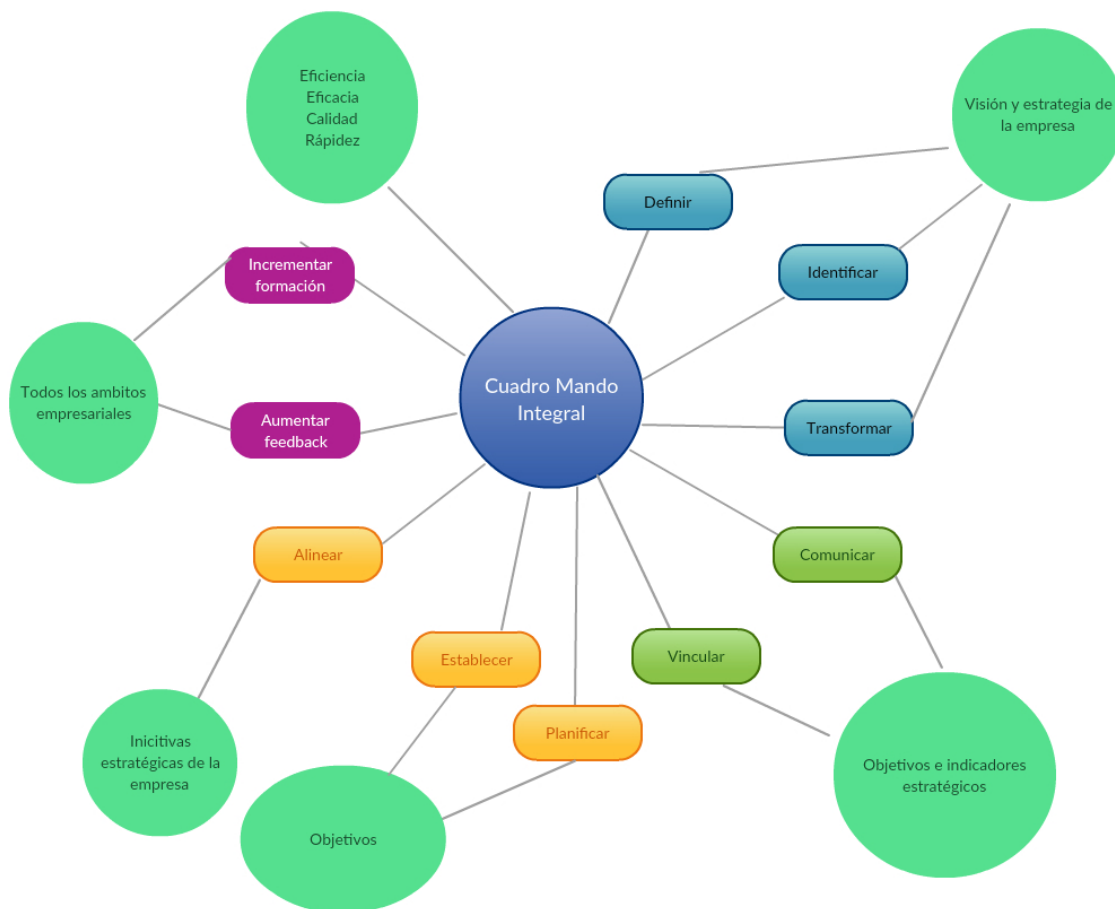 Eficiencia
Eficacia
Calidad
Rápidez
Visión y estrategia de
la empresa
Definir
Identificar
Incrementar
formación
Cuadro Mando
Integral
Todos los ambitos
empresariales
Aumentar
feedback
Transformar
Alinear
Comunicar
Establecer
Vincular
Planificar
Inicitivas
estratégicas de la
empresa
Objetivos
Objetivos e indicadores
estratégicos